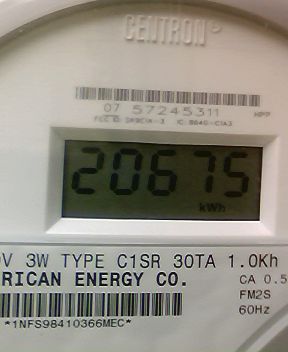 CENTRON
07 57245311
HPP
20675
kWh
V 3W TYPE C1SR 30TA 1.0Kh
RICAN ENERGY CO.
CA 0.5
FM2S
60Hz
*1NFS98410366MEC*